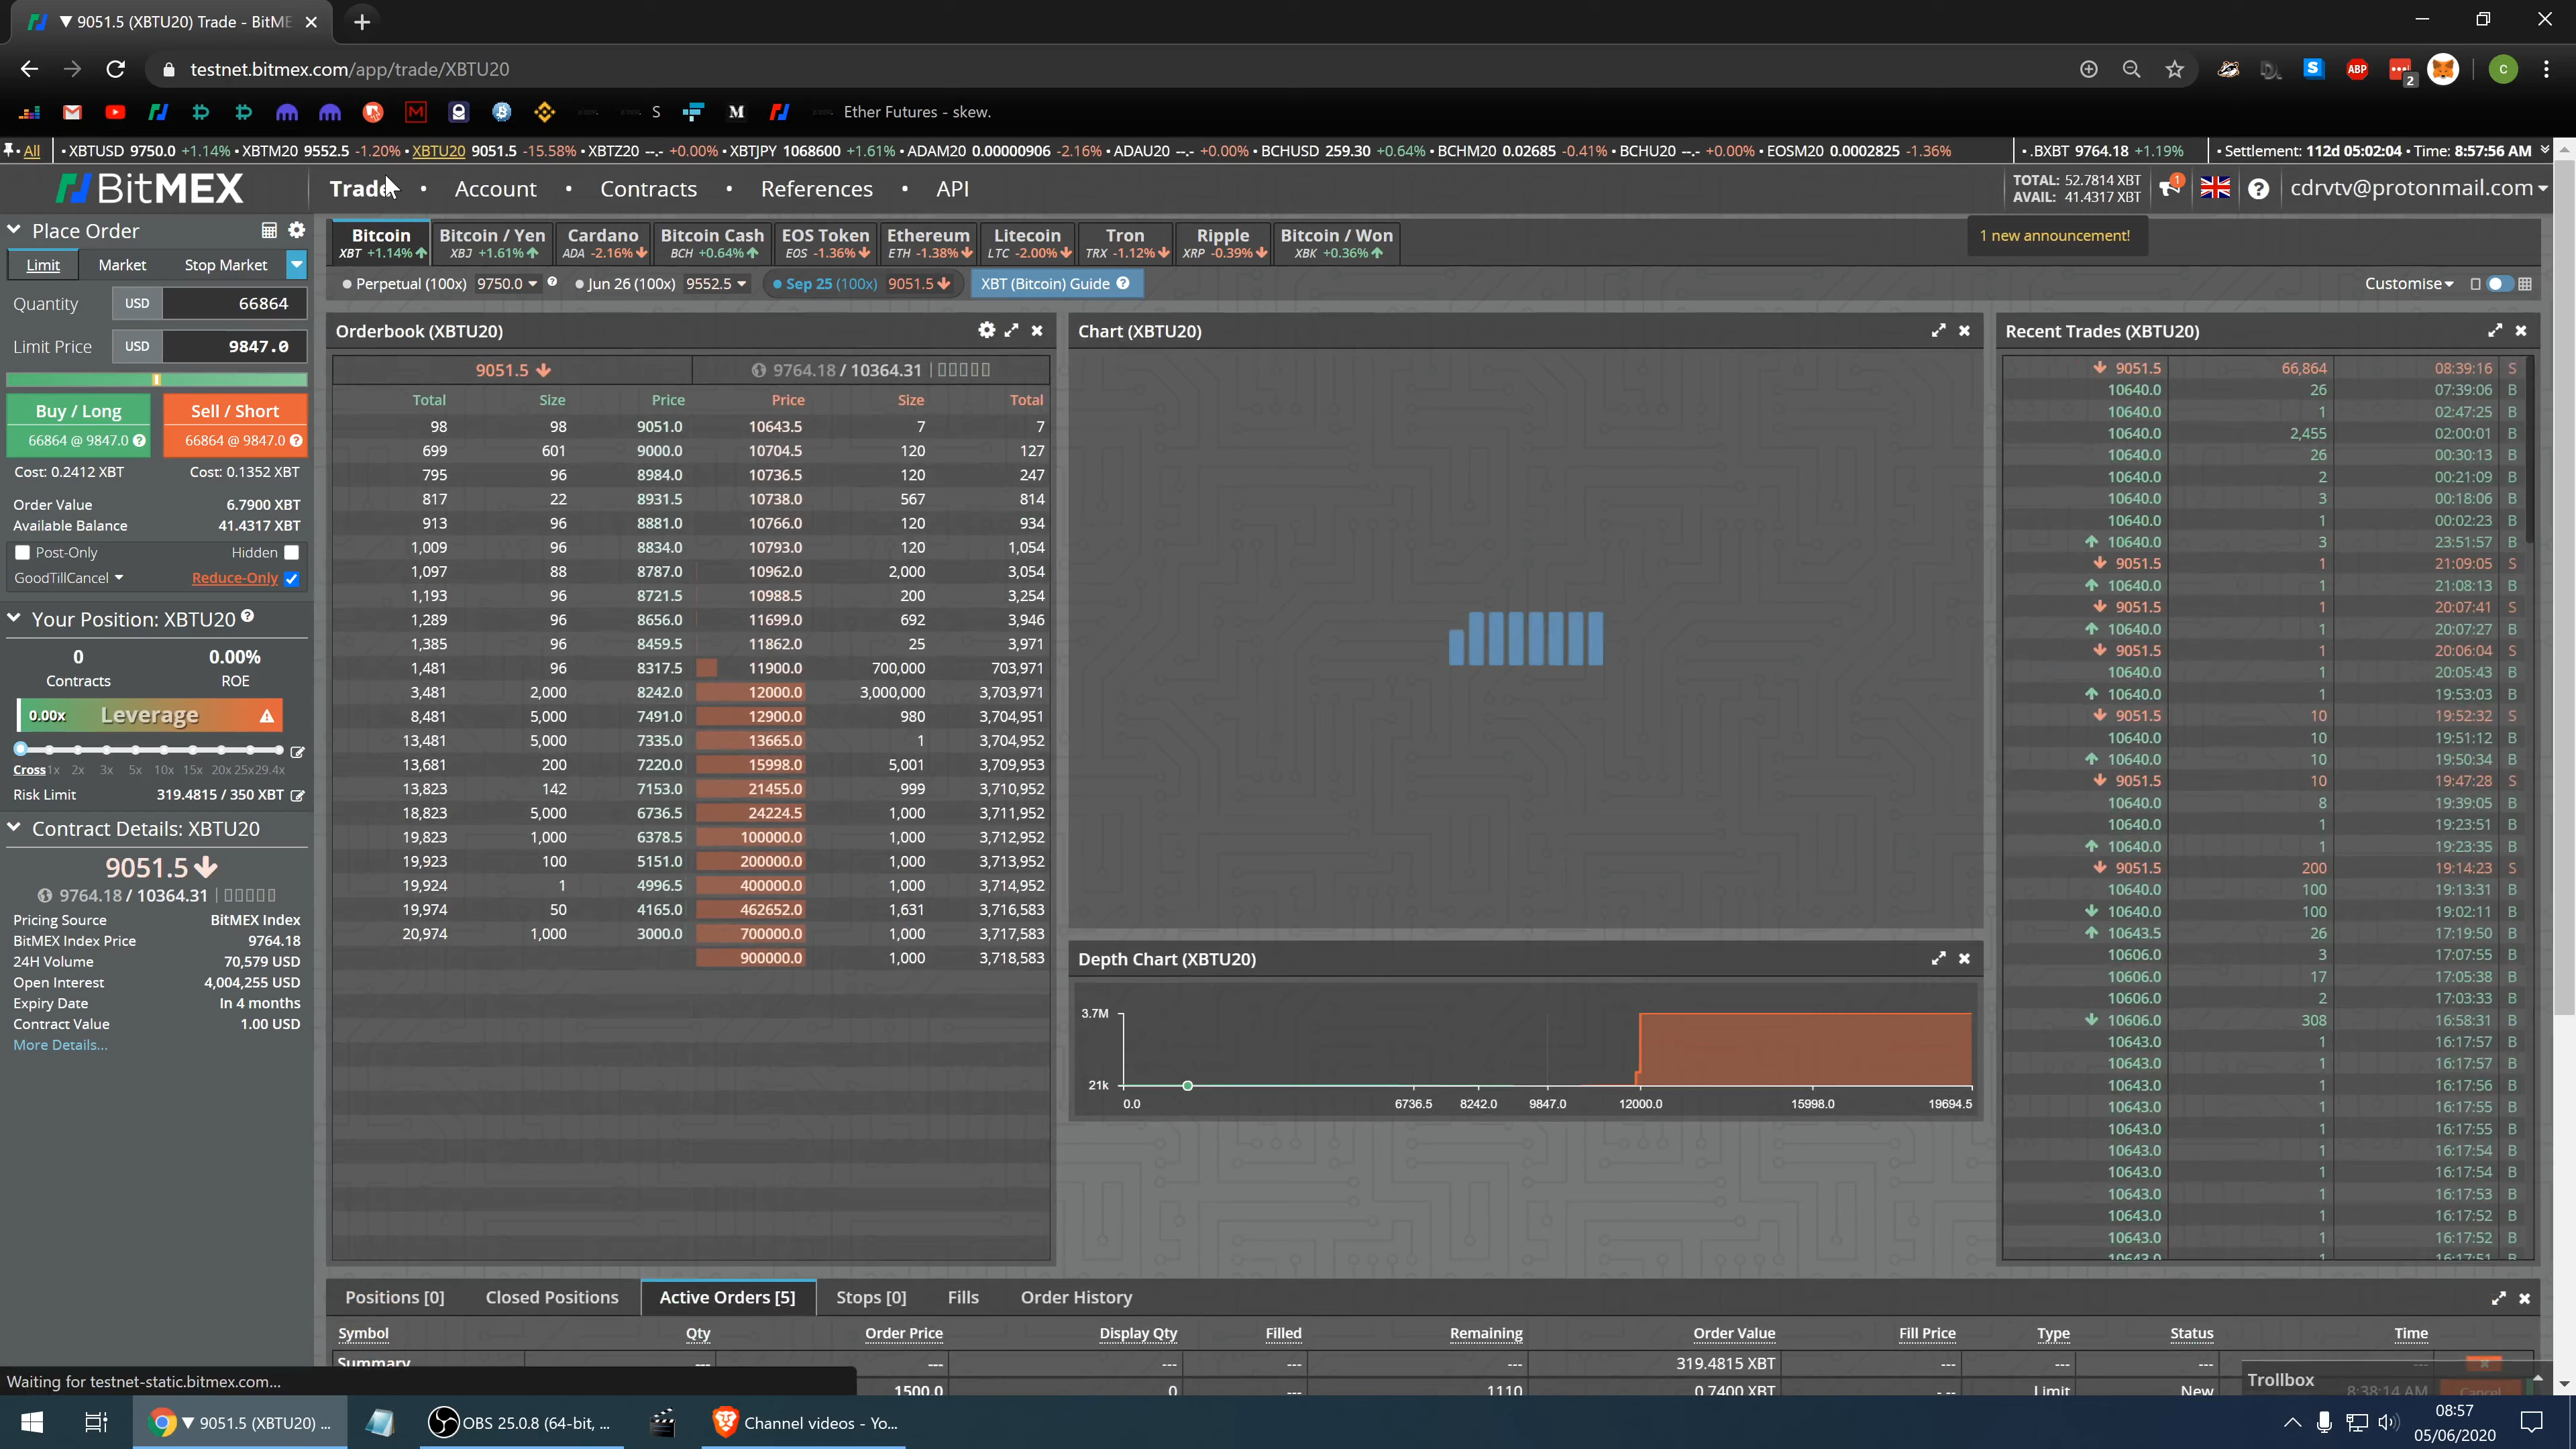 ▼ 9051.5 (XBTU20) Trade - BitME
testnet.bitmex.com/app/trade/XBTU20
ABP
2
C
S
Ether Futures - skew.
All • XBTUSD 9750.0 +1.14% • XBTM20 9552.5 -1.20% • XBTU20 9051.5 -15.58% • XBTZ20 --.- +0.00% • XBTJPY 1068600 +1.61% • ADAM20 0.00000906 -2.16% • ADAU20 --.- +0.00% • BCHUSD 259.30 +0.64% • BCHM20 0.02685 -0.41% • BCHU20 --.- +0.00% • EOSM20 0.0002825 -1.36%
• .BXBT 9764.18 +1.19% • Settlement: 112d 05:02:04 • Time: 8:57:56 AM
BitMEX Trade • Account • Contracts • References • API
TOTAL: 52.7814 XBT
AVAIL: 41.4317 XBT
1
cdrvtv@protonmail.com
1 new announcement!
Place Order
Limit Market Stop Market
Quantity USD 66864
Limit Price USD 9847.0
Buy / Long Sell / Short
66864 @ 9847.0 66864 @ 9847.0
Cost: 0.2412 XBT Cost: 0.1352 XBT
Order Value 6.7900 XBT
Available Balance 41.4317 XBT
Post-Only Hidden
GoodTillCancel Reduce-Only
Your Position: XBTU20
0 0.00%
Contracts ROE
0.00x Leverage
Cross 1x 2x 3x 5x 10x 15x 20x 25x 29.4x
Risk Limit 319.4815 / 350 XBT
Contract Details: XBTU20
9051.5
9764.18 / 10364.31
Pricing Source BitMEX Index
BitMEX Index Price 9764.18
24H Volume 70,579 USD
Open Interest 4,004,255 USD
Expiry Date In 4 months
Contract Value 1.00 USD
More Details...
Bitcoin Bitcoin / Yen Cardano Bitcoin Cash EOS Token Ethereum Litecoin Tron Ripple Bitcoin / Won
XBT +1.14% XBJ +1.61% ADA -2.16% BCH +0.64% EOS -1.36% ETH -1.38% LTC -2.00% TRX -1.12% XRP -0.39% XBK +0.36%
Perpetual (100x) 9750.0 Jun 26 (100x) 9552.5 Sep 25 (100x) 9051.5 XBT (Bitcoin) Guide
Customise
Orderbook (XBTU20)
9051.5 9764.18 / 10364.31
Total Size Price Price Size Total
98 98 9051.0 10643.5 7 7
699 601 9000.0 10704.5 120 127
795 96 8984.0 10736.5 120 247
817 22 8931.5 10738.0 567 814
913 96 8881.0 10766.0 120 934
1,009 96 8834.0 10793.0 120 1,054
1,097 88 8787.0 10962.0 2,000 3,054
1,193 96 8721.5 10988.5 200 3,254
1,289 96 8656.0 11699.0 692 3,946
1,385 96 8459.5 11862.0 25 3,971
1,481 96 8317.5 11900.0 700,000 703,971
3,481 2,000 8242.0 12000.0 3,000,000 3,703,971
8,481 5,000 7491.0 12900.0 980 3,704,951
13,481 5,000 7335.0 13665.0 1 3,704,952
13,681 200 7220.0 15998.0 5,001 3,709,953
13,823 142 7153.0 21455.0 999 3,710,952
18,823 5,000 6736.5 24224.5 1,000 3,711,952
19,823 1,000 6378.5 100000.0 1,000 3,712,952
19,923 100 5151.0 200000.0 1,000 3,713,952
19,924 1 4996.5 400000.0 1,000 3,714,952
19,974 50 4165.0 462652.0 1,631 3,716,583
20,974 1,000 3000.0 700000.0 1,000 3,717,583
900000.0 1,000 3,718,583
Chart (XBTU20)
Depth Chart (XBTU20)
3.7M
21k
0.0 6736.5 8242.0 9847.0 12000.0 15998.0 19694.5
Recent Trades (XBTU20)
9051.5 66,864 08:39:16 S
10640.0 26 07:39:06 B
10640.0 1 02:47:25 B
10640.0 2,455 02:00:01 B
10640.0 26 00:30:13 B
10640.0 2 00:21:09 B
10640.0 3 00:18:06 B
10640.0 1 00:02:23 B
10640.0 3 23:51:57 B
9051.5 1 21:09:05 S
10640.0 1 21:08:13 B
9051.5 1 20:07:41 S
10640.0 1 20:07:27 B
9051.5 1 20:06:04 S
10640.0 1 20:05:43 B
10640.0 1 19:53:03 B
9051.5 10 19:52:32 S
10640.0 10 19:51:12 B
10640.0 10 19:50:34 B
9051.5 10 19:47:28 S
10640.0 8 19:39:05 B
10640.0 1 19:23:51 B
10640.0 1 19:23:35 B
9051.5 200 19:14:23 S
10640.0 100 19:13:31 B
10640.0 100 19:02:11 B
10643.5 26 17:19:50 B
10606.0 3 17:07:55 B
10606.0 17 17:05:38 B
10606.0 2 17:03:33 B
10606.0 308 16:58:31 B
10643.0 1 16:17:57 B
10643.0 1 16:17:57 B
10643.0 1 16:17:56 B
10643.0 1 16:17:55 B
10643.0 1 16:17:55 B
10643.0 1 16:17:54 B
10643.0 1 16:17:54 B
10643.0 1 16:17:53 B
10643.0 1 16:17:52 B
10643.0 1 16:17:52 B
10643.0 1 16:17:51 B
Positions [0] Closed Positions Active Orders [5] Stops [0] Fills Order History
Symbol Qty Order Price Display Qty Filled Remaining Order Value Fill Price Type Status Time
Summary --- --- --- --- --- 319.4815 XBT --- --- --- ---
1500.0 0 --- 1110 0.7400 XBT --- Limit New 8:38:14 AM Cancel
Trollbox
Waiting for testnet-static.bitmex.com...
▼ 9051.5 (XBTU20) ... OBS 25.0.8 (64-bit, ... Channel videos - Yo...
08:57
05/06/2020